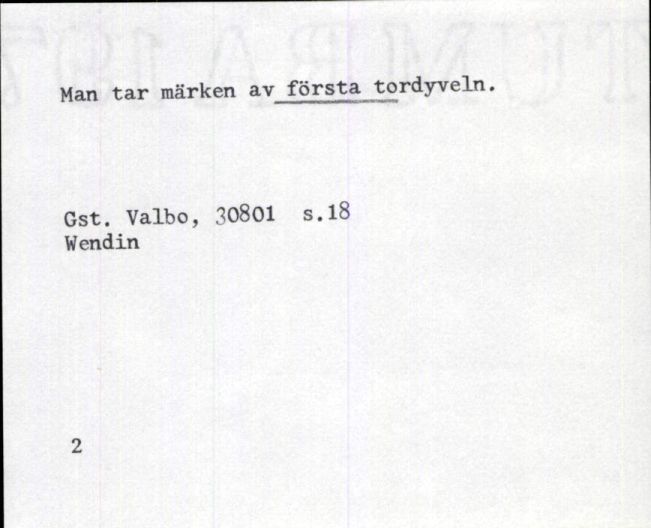 Man tar märken av första tordyveln.
Gst. Valbo, 30801 s.18
Wendin
2